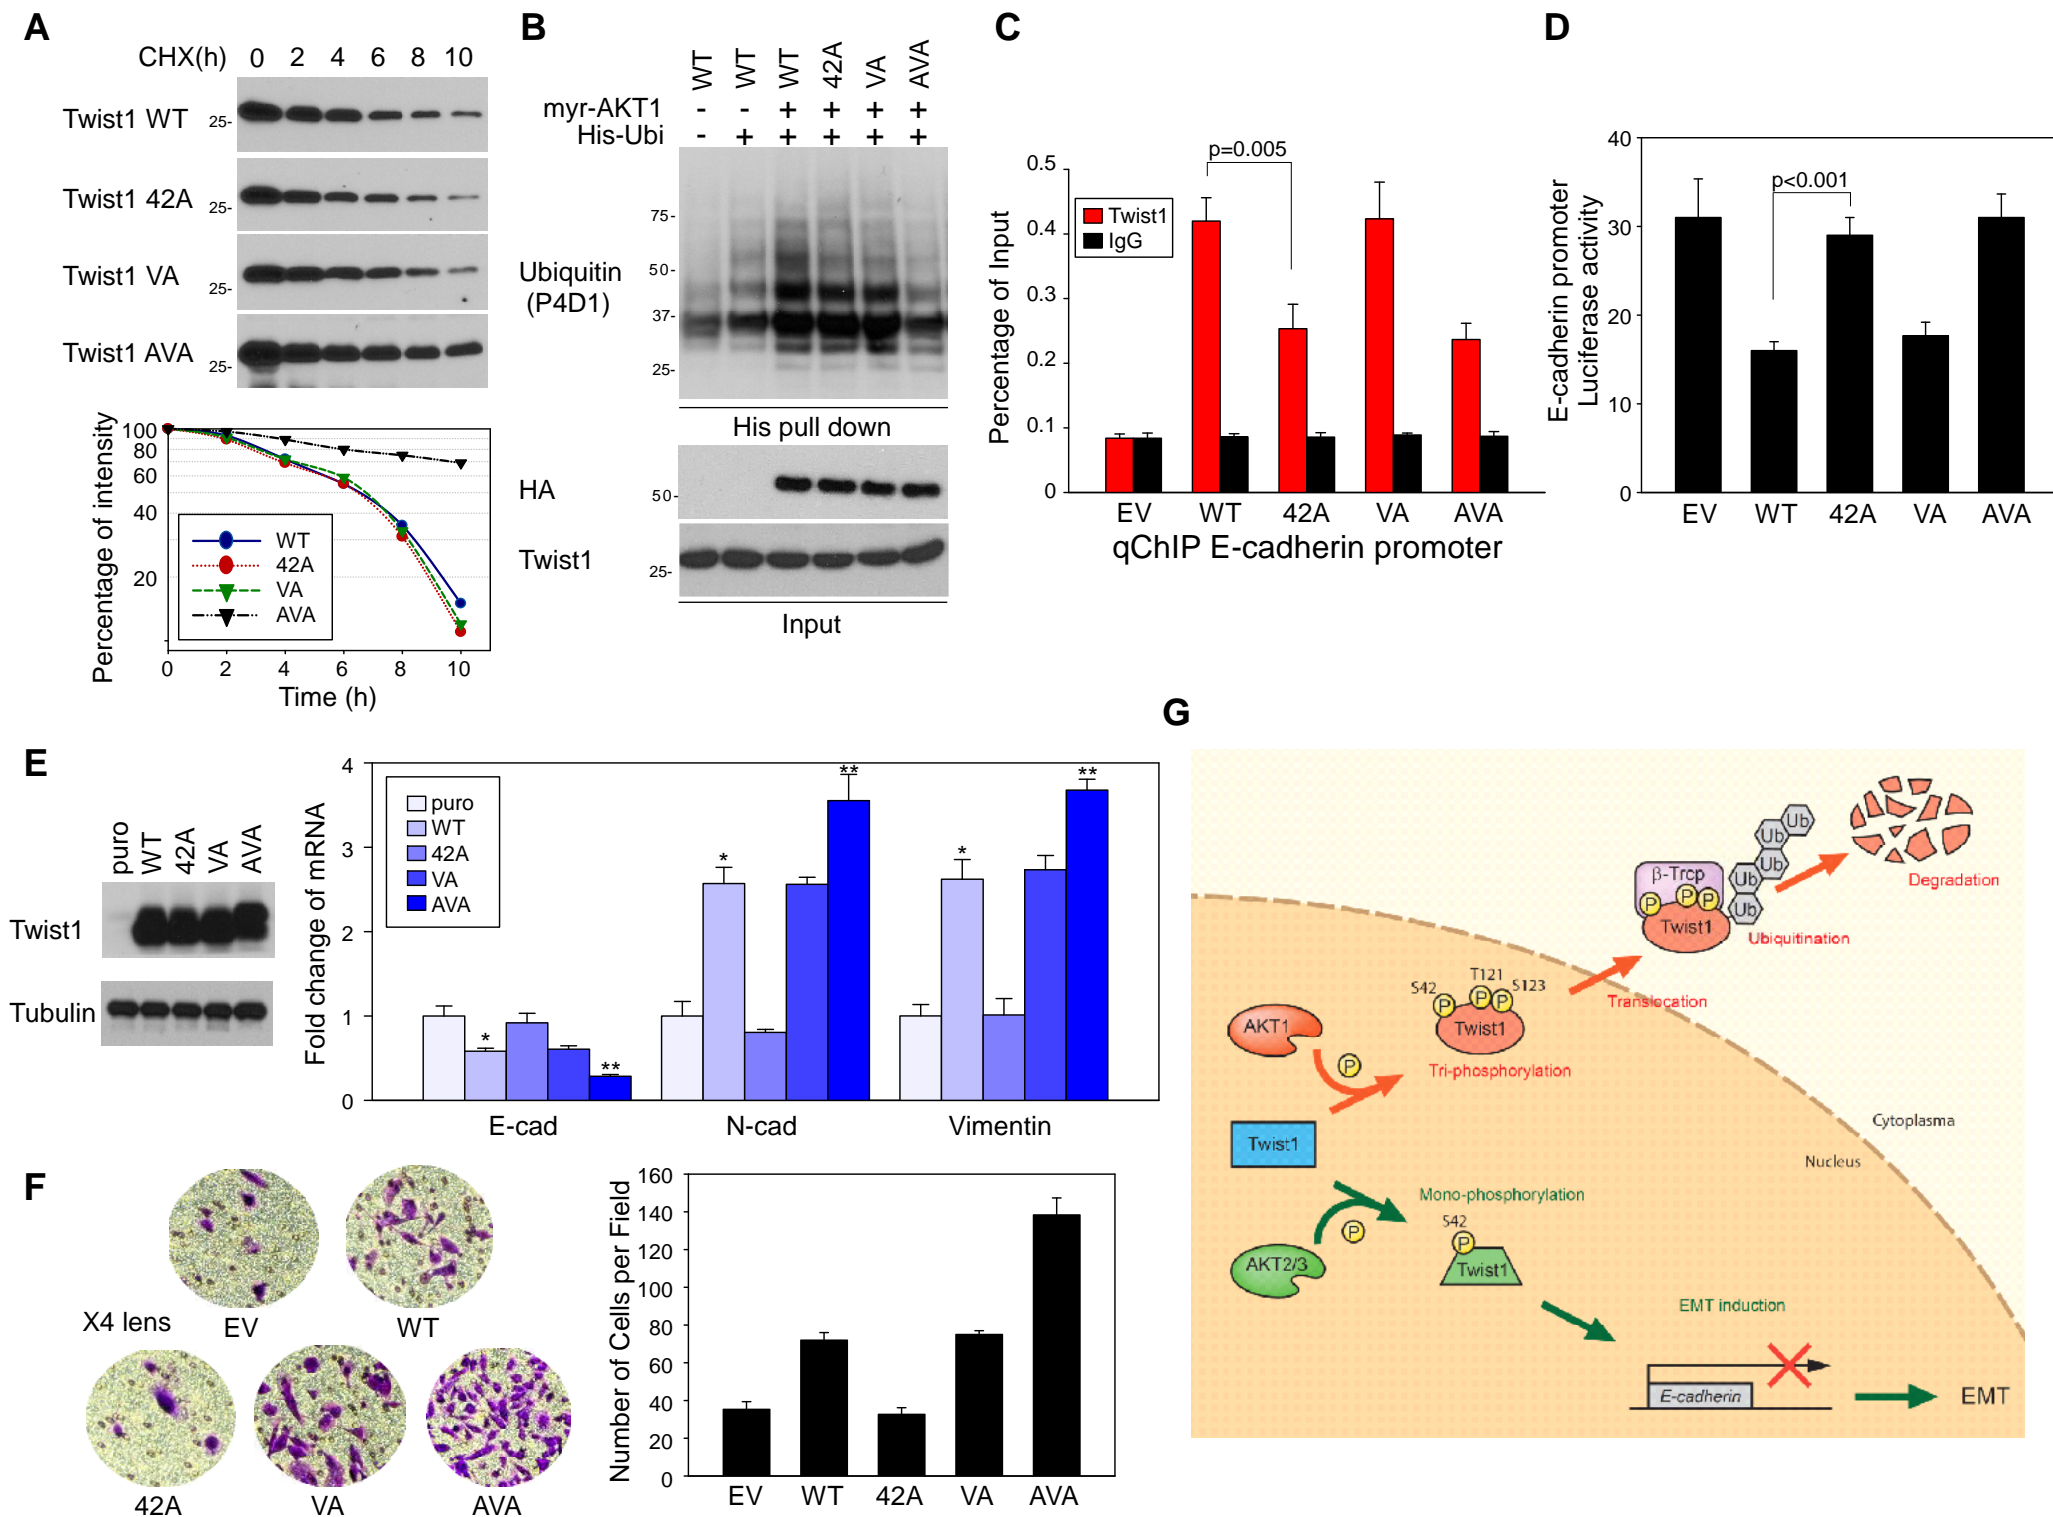 A
CHX(h) 0 2 4 6 8 10
Twist1 WT 25-
Twist1 42A 25-
Twist1 VA 25-
Twist1 AVA 25-
Percentage of intensity
100
80
60
40
20
WT
42A
VA
AVA
0 2 4 6 8 10
Time (h)
B
WT WT WT 42A VA AVA
myr-AKT1 - - + + + +
His-Ubi - + + + + +
Ubiquitin
(P4D1)
75-
50-
37-
25-
His pull down
HA 50-
Twist1 25-
Input
C
Percentage of Input
0.5
0.4
0.3
0.2
0.1
0
p=0.005
Twist1
IgG
EV WT 42A VA AVA
qChIP E-cadherin promoter
D
E-cadherin promoter
Luciferase activity
40
30
20
10
0
p<0.001
EV WT 42A VA AVA
E
puro WT 42A VA AVA
Twist1
Tubulin
Fold change of mRNA
4
3
2
1
0
puro
WT
42A
VA
AVA
* ** * ** * **
E-cad N-cad Vimentin
F
EV WT
X4 lens
42A VA AVA
Number of Cells per Field
160
140
120
100
80
60
40
20
0
EV WT 42A VA AVA
G
Ub
Ub
Ub
Ub
Ub
β-Trcp
P P P
Twist1
Degradation
Ubiquitination
Translocation
S42 T121 S123
P P P
Twist1
Tri-phosphorylation
AKT1
P
Twist1
Cytoplasma
Nucleus
Mono-phosphorylation
S42
P
Twist1
P
AKT2/3
EMT induction
E-cadherin
EMT